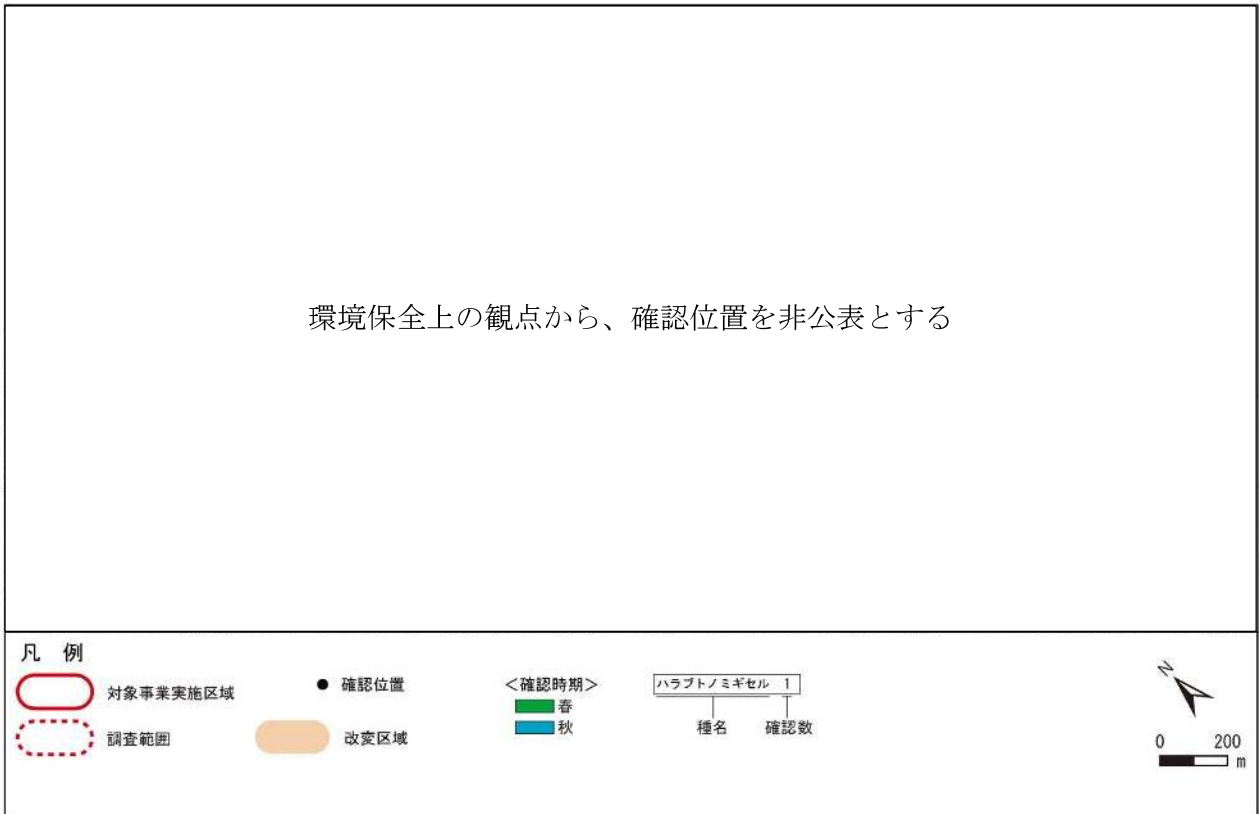 環境保全上の観点から、確認位置を非公表とする
凡 例
対象事業実施区域
調査範囲
● 確認位置
改変区域
＜確認時期＞
春
秋
ハラブトノミギセル 1
種名 確認数
N
0 200
m